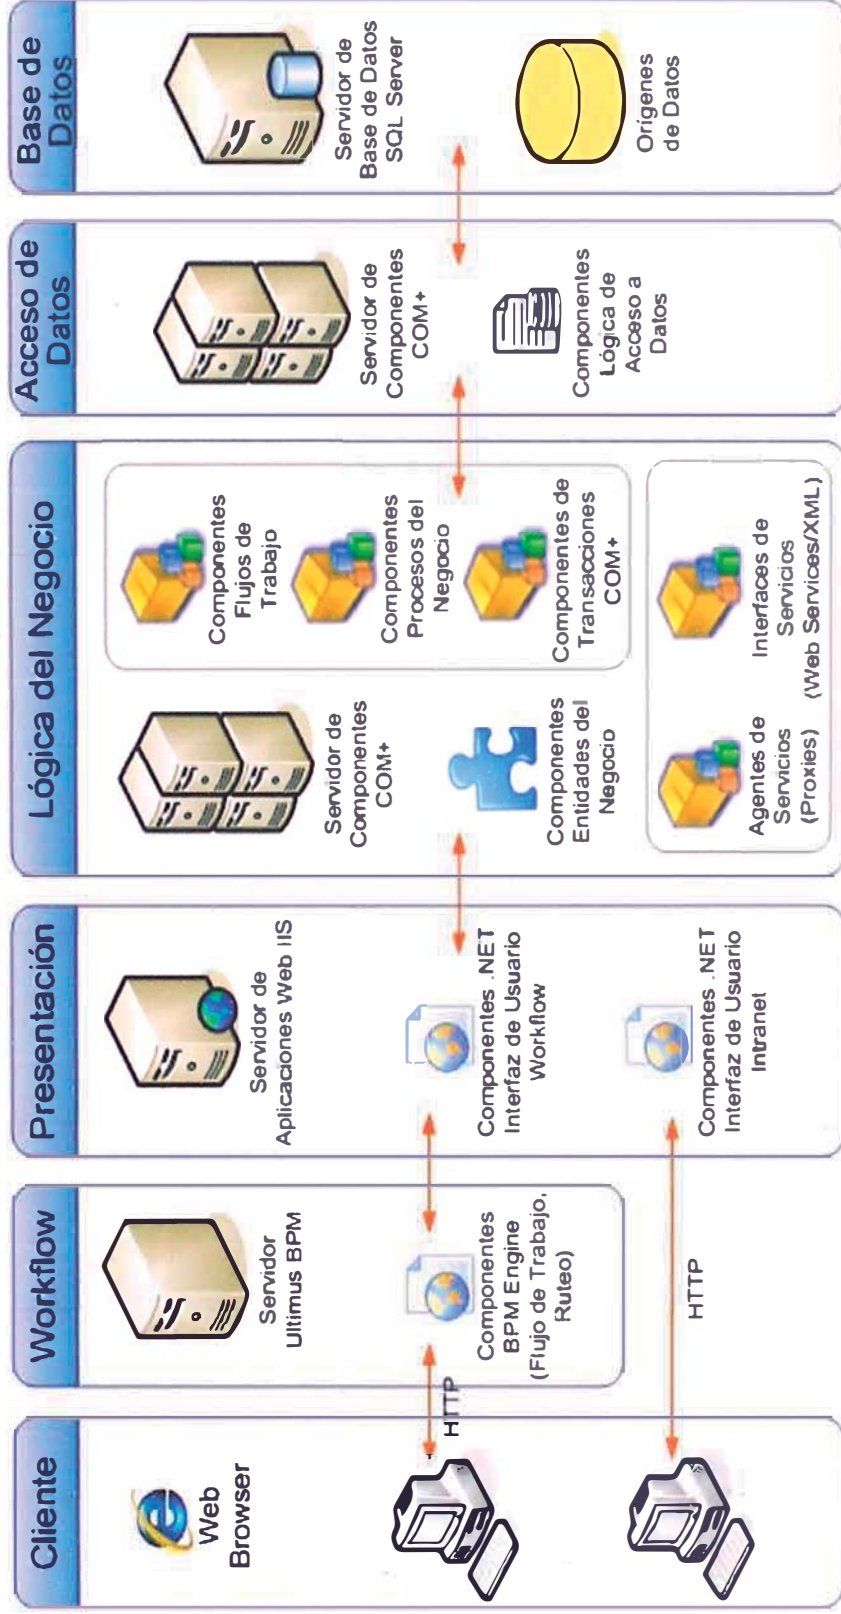 Cliente
Web
Browser
HTTP
HTTP
Workflow
Servidor
Ultimus BPM
Componentes
BPM Engine
(Flujo de Trabajo,
Ruteo)
Presentación
Servidor de
Aplicaciones Web IIS
Componentes .NET
Interfaz de Usuario
Workflow
Componentes .NET
Interfaz de Usuario
Intranet
Lógica del Negocio
Servidor de
Componentes
COM+
Componentes
Entidades del
Negocio
Componentes
Flujos de
Trabajo
Componentes
Procesos del
Negocio
Componentes de
Transacciones
COM+
Agentes de
Servicios
(Proxies)
Interfaces de
Servicios
(Web Services/XML)
Acceso de
Datos
Servidor de
Componentes
COM+
Componentes
Lógica de
Acceso a
Datos
Base de
Datos
Servidor de
Base de Datos
SQL Server
Orígenes
de Datos